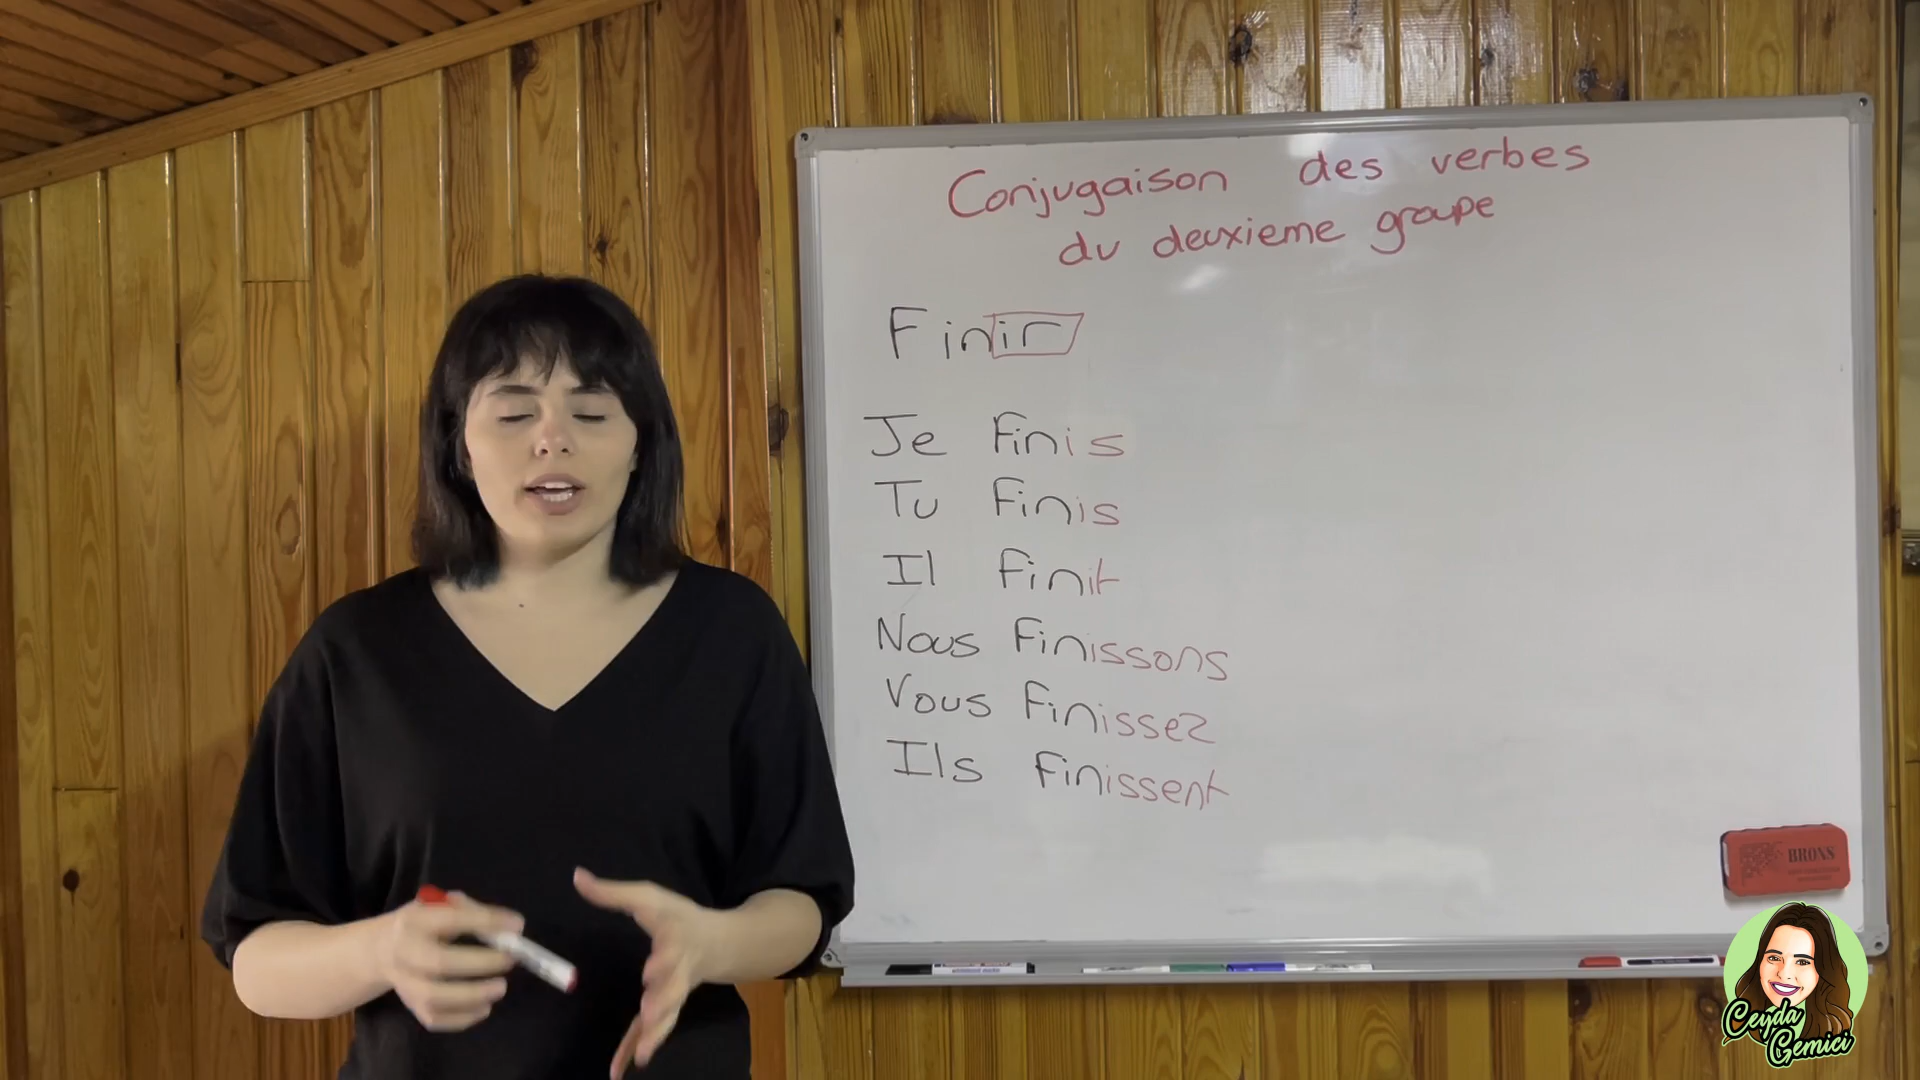 Conjugaison des verbes
du deuxieme groupe
Finir
Je finis
Tu finis
Il finit
Nous finissons
Vous finissez
Ils finissent
BRONS
Ceyda
Gemici